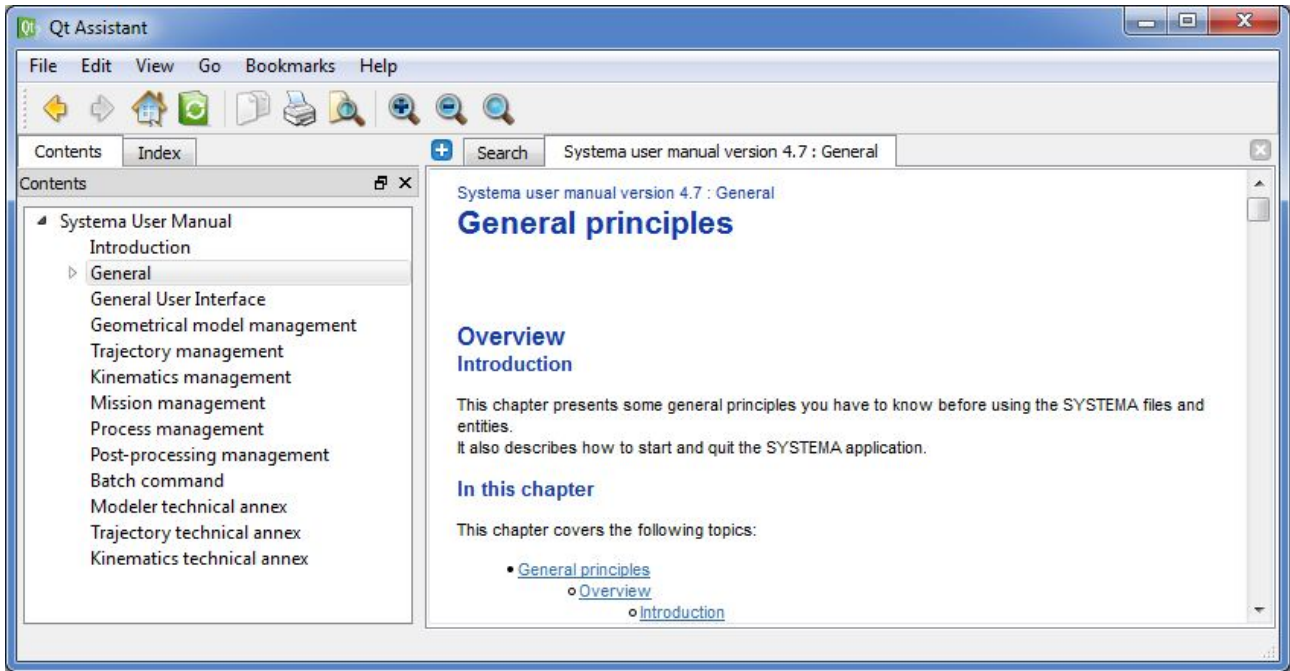 Qt Assistant
File Edit View Go Bookmarks Help
Contents Index
Search Systema user manual version 4.7 : General
Contents
Systema User Manual
Introduction
General
General User Interface
Geometrical model management
Trajectory management
Kinematics management
Mission management
Process management
Post-processing management
Batch command
Modeler technical annex
Trajectory technical annex
Kinematics technical annex
Systema user manual version 4.7 : General
General principles
Overview
Introduction
This chapter presents some general principles you have to know before using the SYSTEMA files and
entities.
It also describes how to start and quit the SYSTEMA application.
In this chapter
This chapter covers the following topics:
General principles
Overview
Introduction